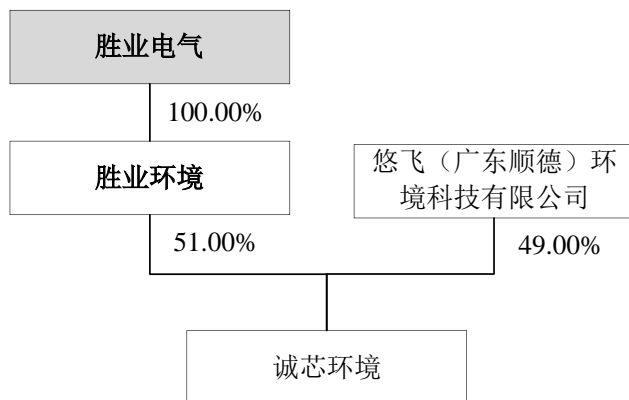 胜业电气
100.00%
胜业环境
悠飞（广东顺德）环
境科技有限公司
51.00%
49.00%
诚芯环境